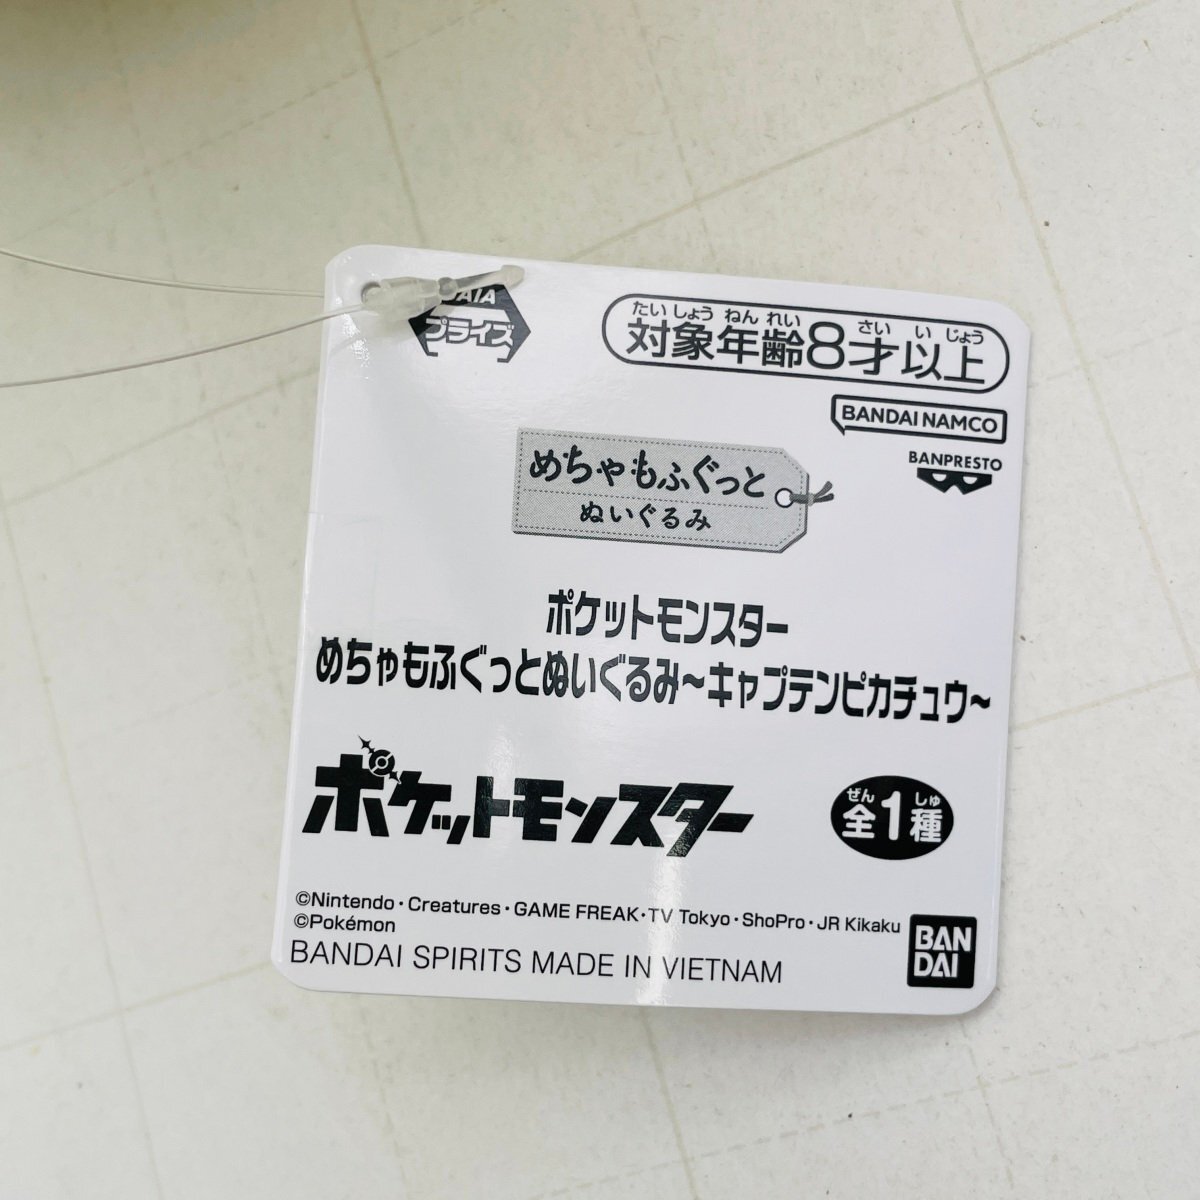 プライズ
対象年齢8才以上
たいしょうねんれい さい いじょう
BANDAI NAMCO
BANPRESTO
めちゃもふぐっと
ぬいぐるみ
ポケットモンスター
めちゃもふぐっとぬいぐるみ~キャプテンピカチュウ~
ポケットモンスター
ぜん しゅ
全1種
©Nintendo・Creatures・GAME FREAK・TV Tokyo・ShoPro・JR Kikaku
©Pokémon
BANDAI SPIRITS MADE IN VIETNAM
BAN
DAI